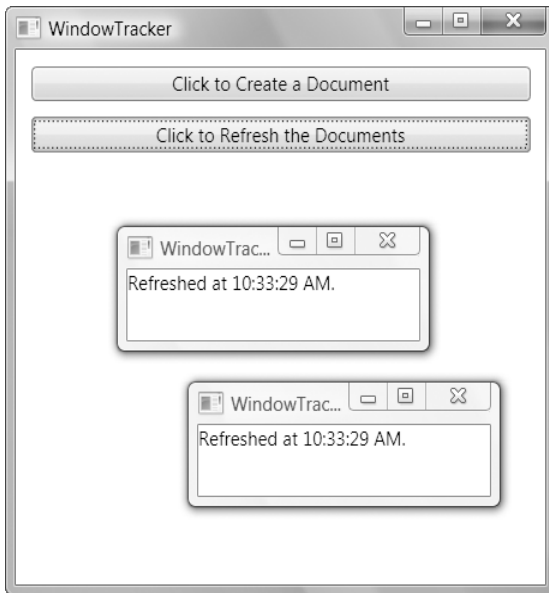 WindowTracker
Click to Create a Document
Click to Refresh the Documents
WindowTrac...
Refreshed at 10:33:29 AM.
WindowTrac...
Refreshed at 10:33:29 AM.